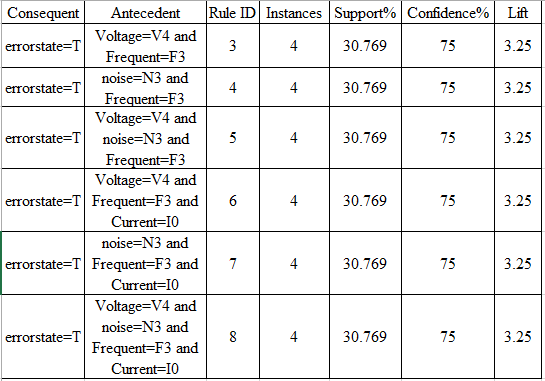 Consequent Antecedent Rule ID Instances Support% Confidence% Lift
errorstate=T Voltage=V4 and 3 4 30.769 75 3.25
Frequent=F3
errorstate=T noise=N3 and 4 4 30.769 75 3.25
Frequent=F3
Voltage=V4 and
errorstate=T noise=N3 and 5 4 30.769 75 3.25
Frequent=F3
Voltage=V4 and
errorstate=T Frequent=F3 and 6 4 30.769 75 3.25
Current=I0
noise=N3 and
errorstate=T Frequent=F3 and 7 4 30.769 75 3.25
Current=I0
Voltage=V4 and
noise=N3 and
errorstate=T Frequent=F3 and 8 4 30.769 75 3.25
Current=I0